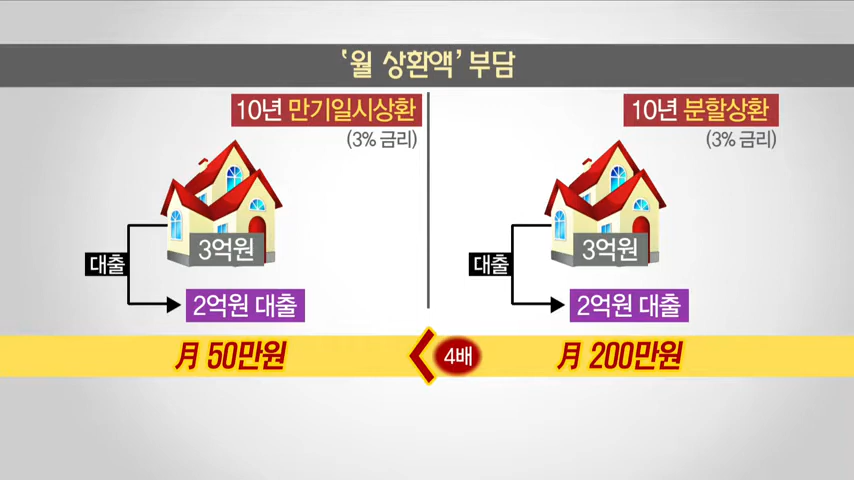 ‘월 상환액’ 부담
10년 만기일시상환
(3% 금리)
3억원
대출
2억원 대출
月 50만원
10년 분할상환
(3% 금리)
3억원
대출
2억원 대출
4배
月 200만원